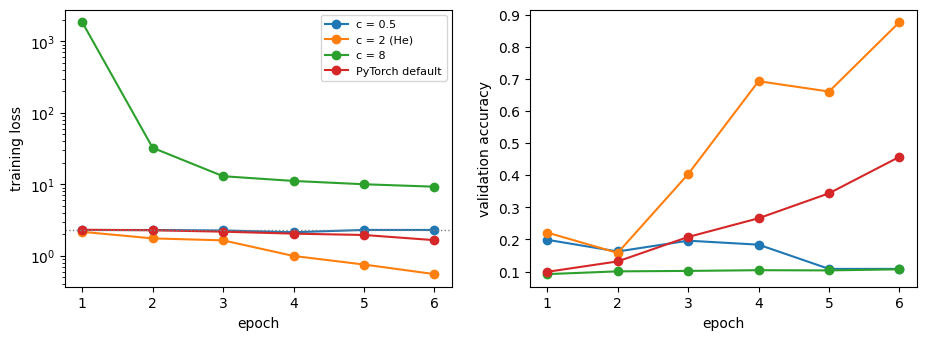 training loss
10³
10²
10¹
10⁰
c = 0.5
c = 2 (He)
c = 8
PyTorch default
1 2 3 4 5 6
epoch
validation accuracy
0.9
0.8
0.7
0.6
0.5
0.4
0.3
0.2
0.1
1 2 3 4 5 6
epoch